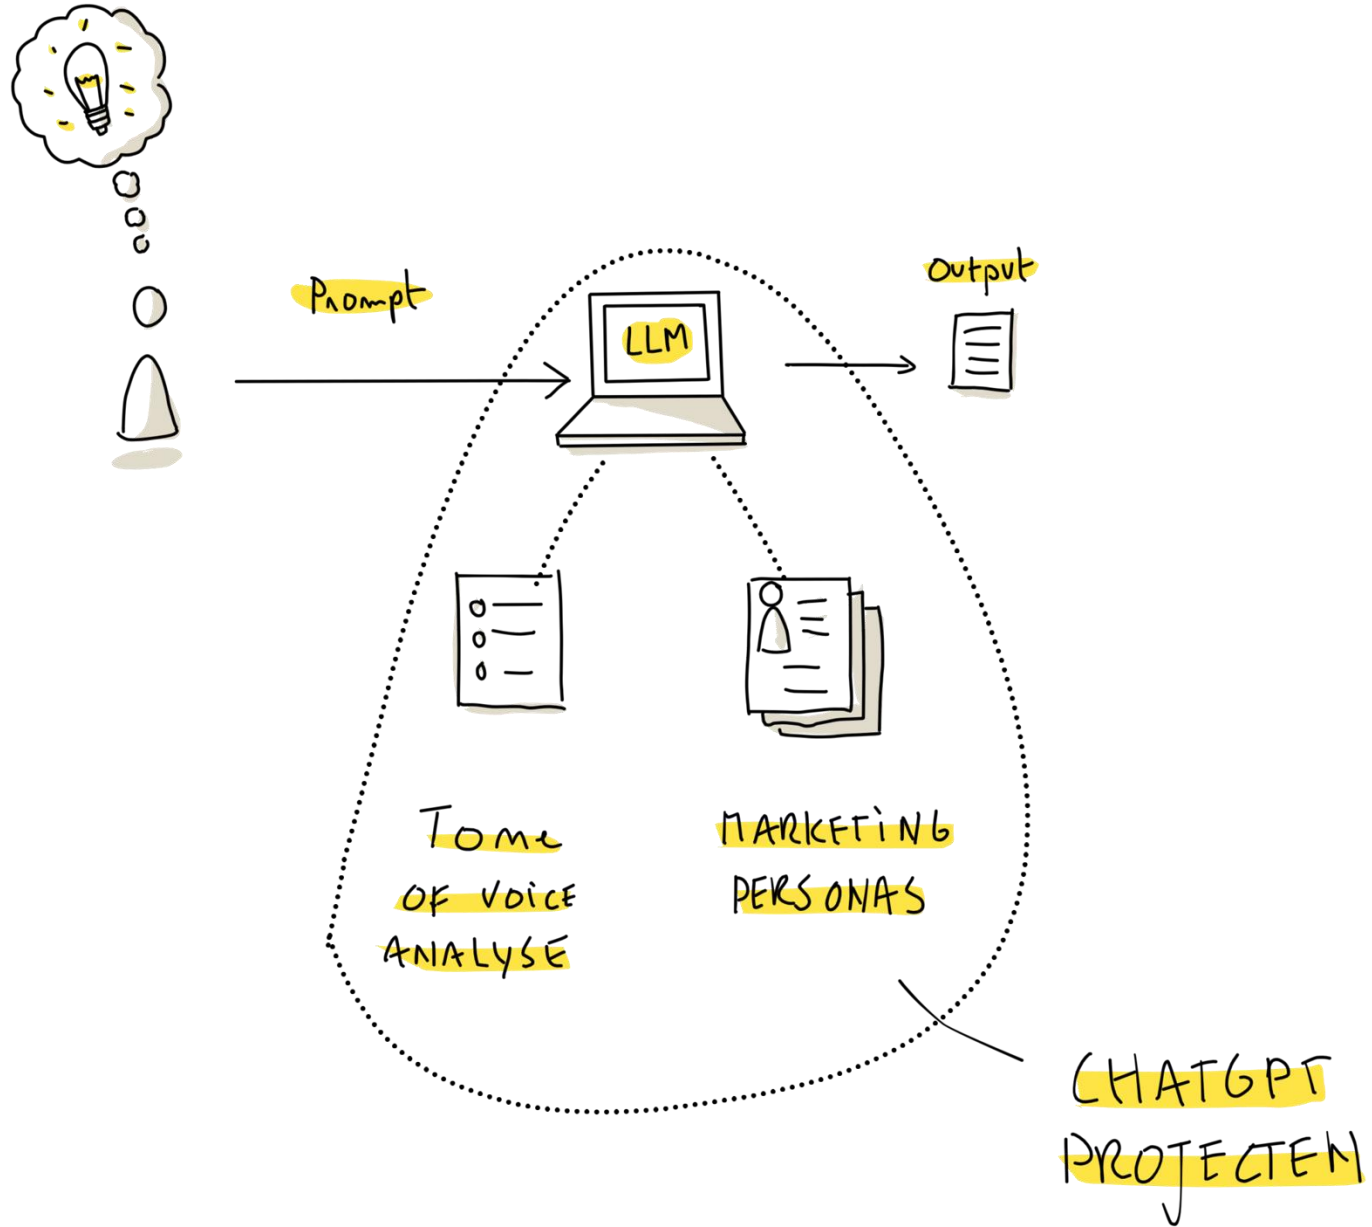 Prompt
LLM
Output
Tone
OF VOICE
ANALYSE
MARKETING
PERSONAS
CHATGPT
PROJECTEN